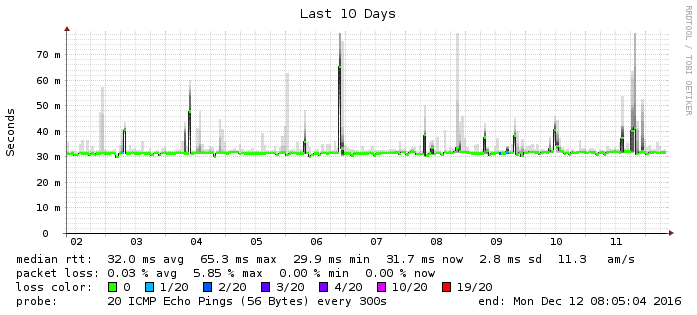 Last 10 Days
RRDTOOL / TOBI OETIKER
Seconds
70 m
60 m
50 m
40 m
30 m
20 m
10 m
0
02 03 04 05 06 07 08 09 10 11
median rtt: 32.0 ms avg 65.3 ms max 29.9 ms min 31.7 ms now 2.8 ms sd 11.3 am/s
packet loss: 0.03 % avg 5.85 % max 0.00 % min 0.00 % now
loss color: 0 1/20 2/20 3/20 4/20 10/20 19/20
probe: 20 ICMP Echo Pings (56 Bytes) every 300s end: Mon Dec 12 08:05:04 2016